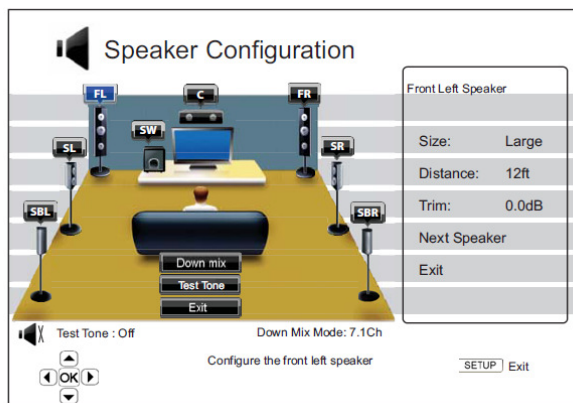 Speaker Configuration
FL
C
FR
SW
SL
SR
SBL
SBR
Down mix
Test Tone
Exit
Front Left Speaker
Size: Large
Distance: 12ft
Trim: 0.0dB
Next Speaker
Exit
Test Tone : Off
Down Mix Mode: 7.1Ch
OK
Configure the front left speaker
SETUP Exit